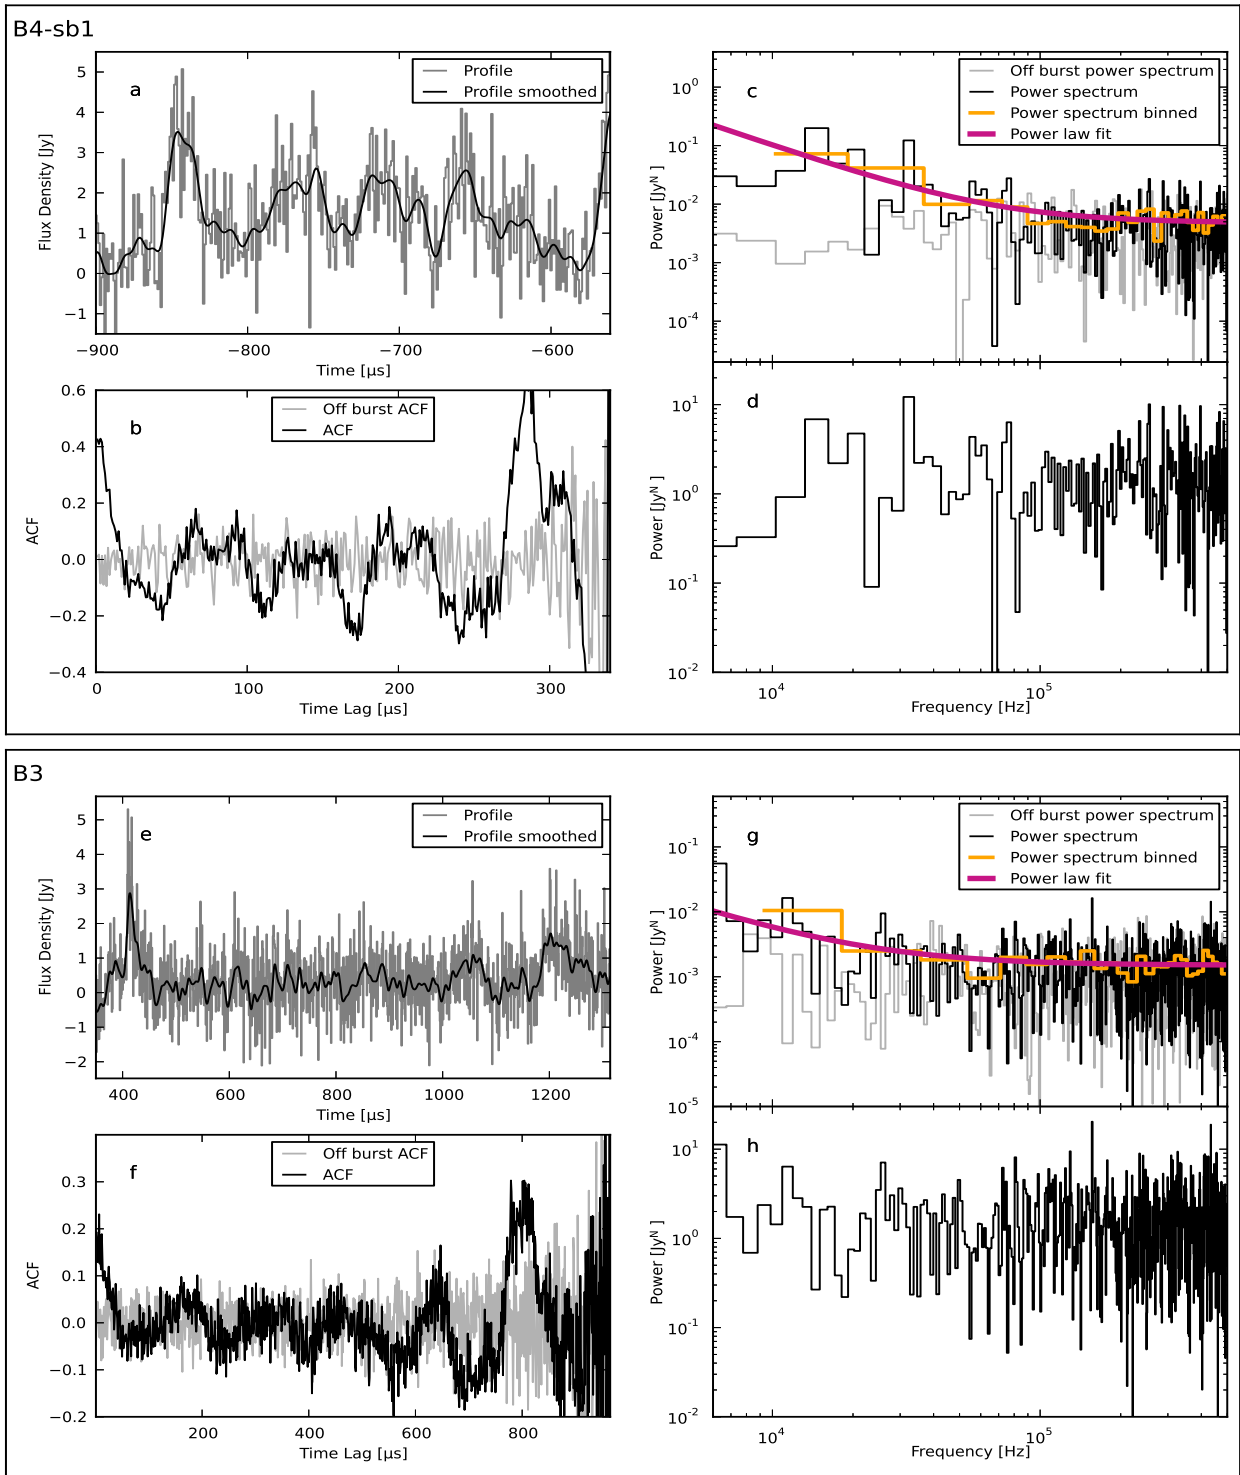 B4-sb1
a
Profile
Profile smoothed
Flux Density [Jy]
5
4
3
2
1
0
−1
−900
−800
−700
−600
Time [μs]
b
Off burst ACF
ACF
ACF
0.6
0.4
0.2
0.0
−0.2
−0.4
0
100
200
300
Time Lag [μs]
c
Off burst power spectrum
Power spectrum
Power spectrum binned
Power law fit
Power [Jy^N ]
10^0
10^-1
10^-2
10^-3
10^-4
d
Power [Jy^N ]
10^1
10^0
10^-1
10^-2
10^4
10^5
Frequency [Hz]
B3
e
Profile
Profile smoothed
Flux Density [Jy]
5
4
3
2
1
0
−1
−2
400
600
800
1000
1200
Time [μs]
f
Off burst ACF
ACF
ACF
0.3
0.2
0.1
0.0
−0.1
−0.2
200
400
600
800
Time Lag [μs]
g
Off burst power spectrum
Power spectrum
Power spectrum binned
Power law fit
Power [Jy^N ]
10^-1
10^-2
10^-3
10^-4
10^-5
h
Power [Jy^N ]
10^1
10^0
10^-1
10^-2
10^4
10^5
Frequency [Hz]